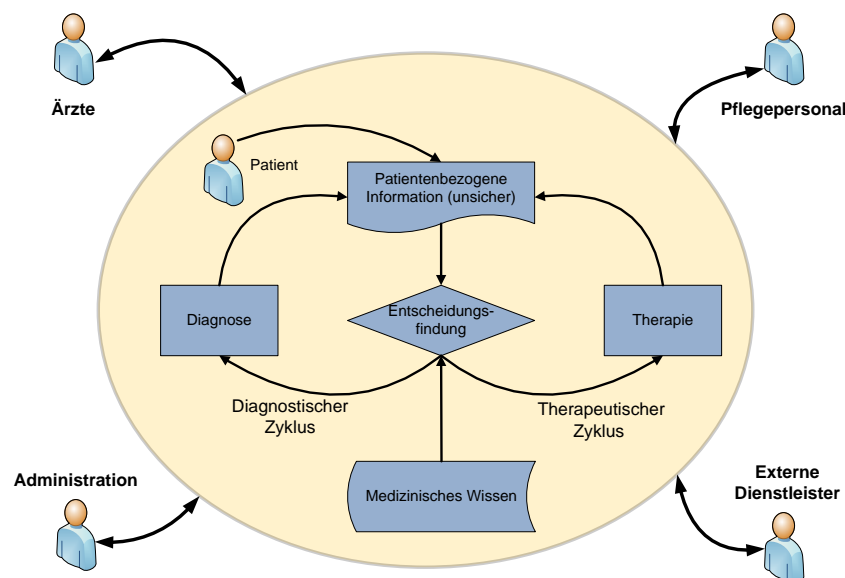 Ärzte
Pflegepersonal
Patient
Patientenbezogene
Information (unsicher)
Diagnose
Entscheidungs-
findung
Therapie
Diagnostischer
Zyklus
Therapeutischer
Zyklus
Medizinisches Wissen
Administration
Externe
Dienstleister